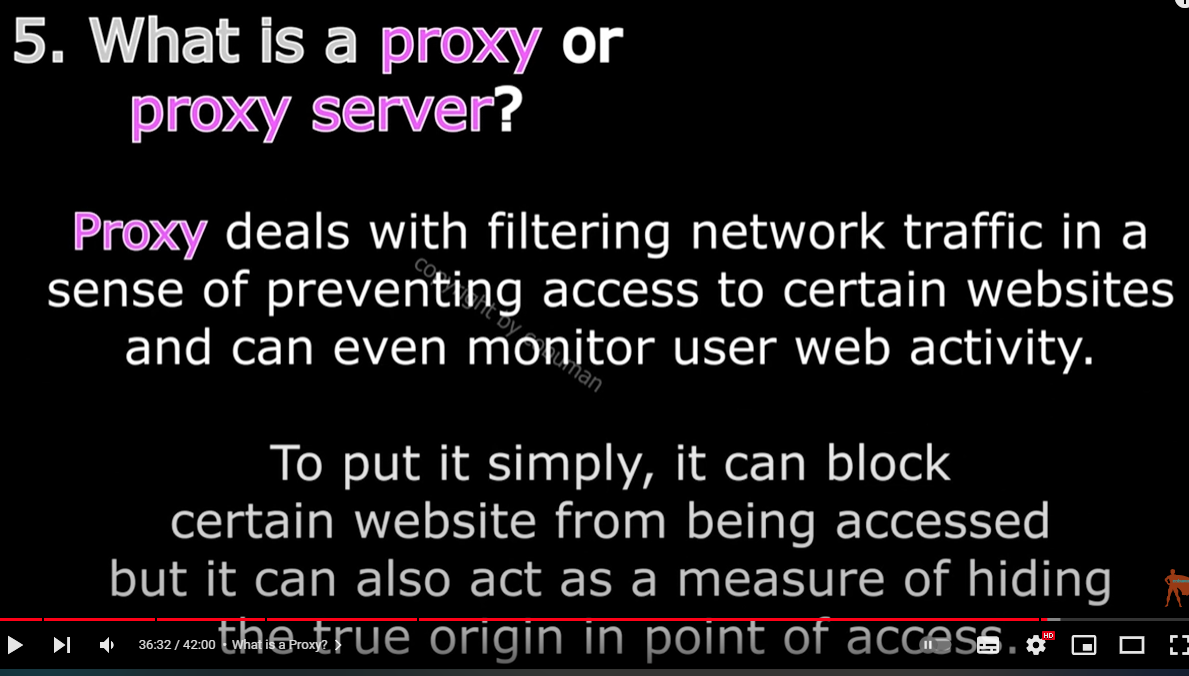 5. What is a proxy or
proxy server?
Proxy deals with filtering network traffic in a
sense of preventing access to certain websites
and can even monitor user web activity.
copyright by cobuman
To put it simply, it can block
certain website from being accessed
but it can also act as a measure of hiding
the true origin in point of access.
36:32 / 42:00 • What is a Proxy?
HD